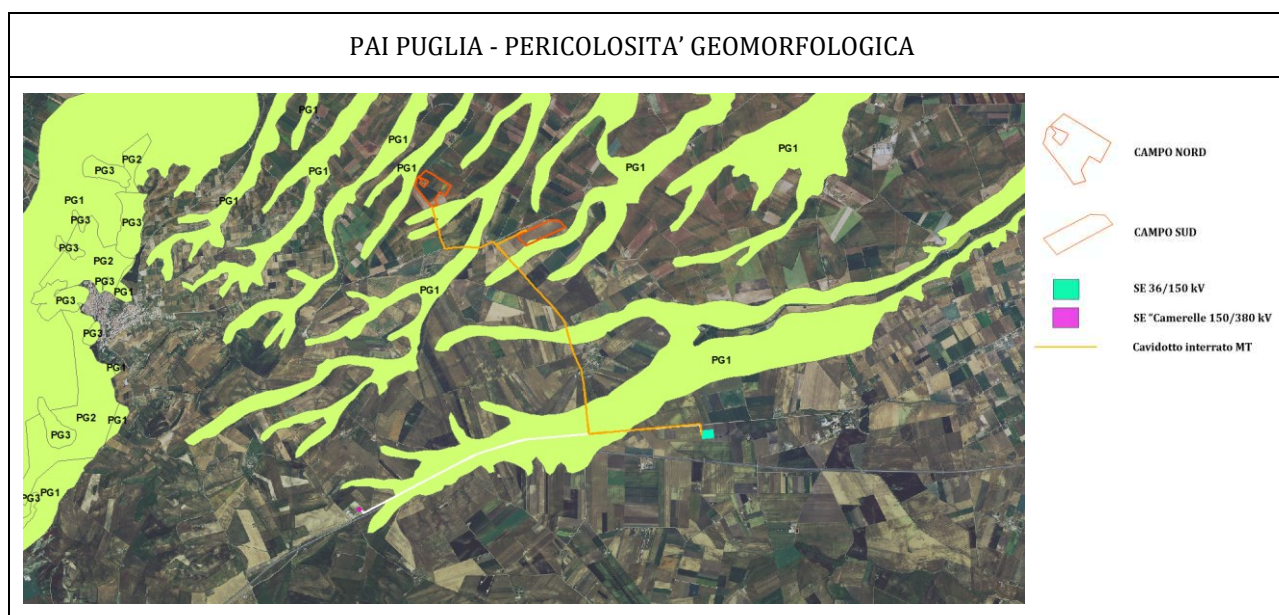 PAI PUGLIA - PERICOLOSITA' GEOMORFOLOGICA
PG1
PG2
PG3
PG1
PG1
PG1
PG1
PG1
PG1
PG1
PG3
PG3
PG3
PG2
PG3
PG3
PG1
PG1
PG3
PG1
PG1
PG2
PG1
PG3
PG3
PG1
CAMPO NORD
CAMPO SUD
SE 36/150 kV
SE "Camerelle 150/380 kV
Cavidotto interrato MT